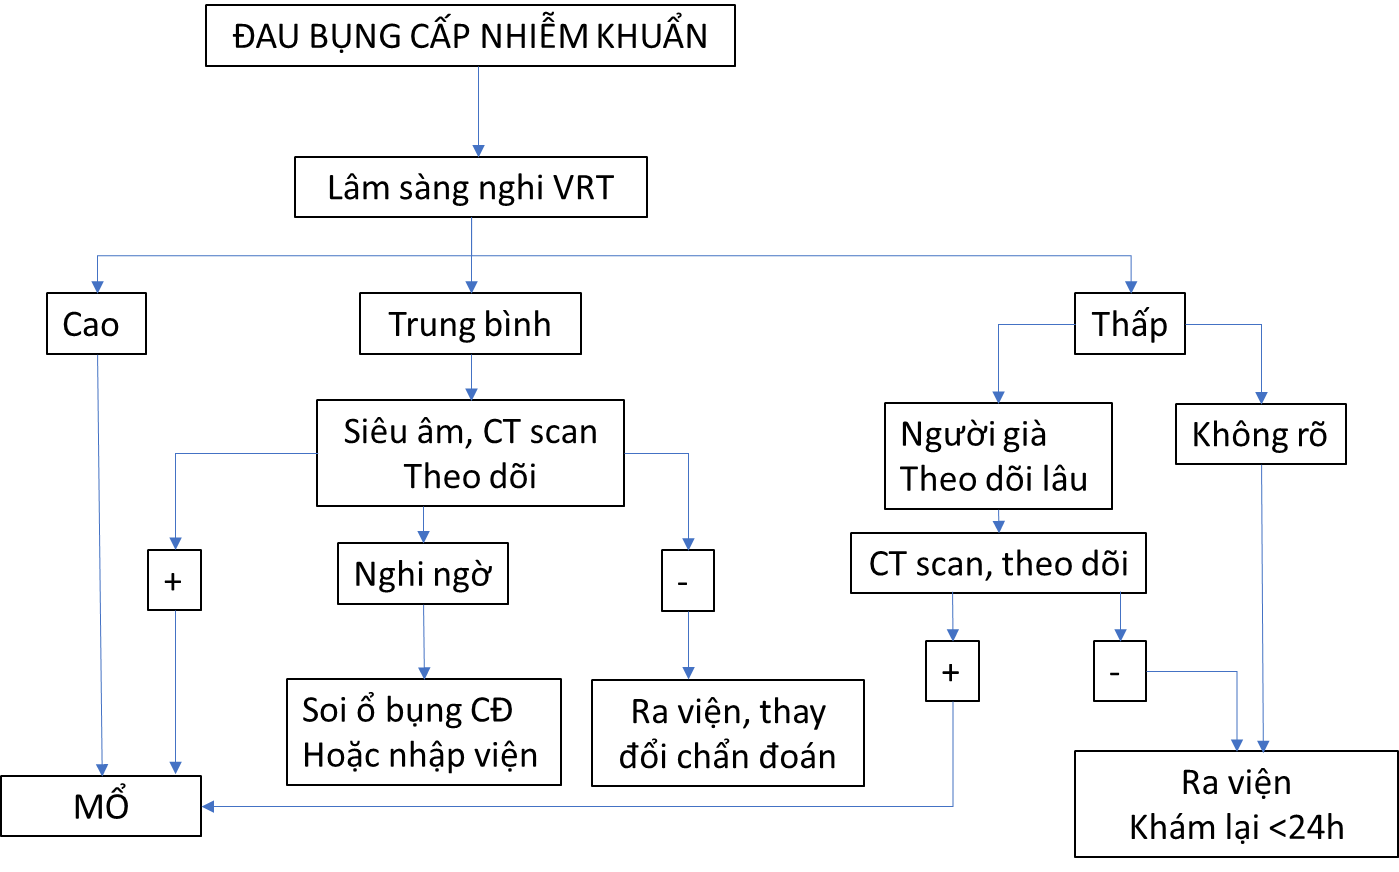 ĐAU BỤNG CẤP NHIỄM KHUẨN
Lâm sàng nghi VRT
Cao
Trung bình
Thấp
Siêu âm, CT scan
Theo dõi
Người già
Theo dõi lâu
Không rõ
+
Nghi ngờ
-
CT scan, theo dõi
+
-
Soi ổ bụng CĐ
Hoặc nhập viện
Ra viện, thay
đổi chẩn đoán
MỔ
Ra viện
Khám lại <24h